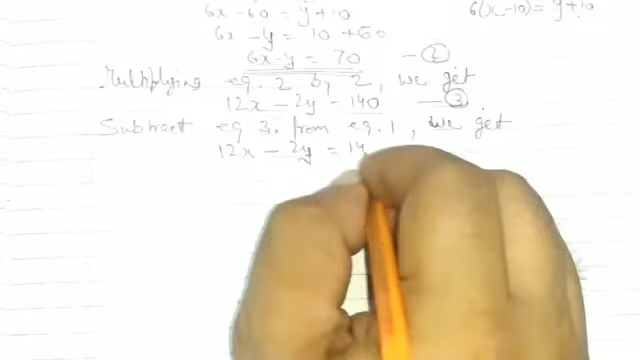 6x - 60 = y + 10
6(x - 10) = y + 10
6x - y = 10 + 60
6x - y = 70 - ②
Multiplying eq. 2 by 2, we get
12x - 2y - 140 - ③
Subtract eq 3. from eq. 1, we get
12x - 2y = 14